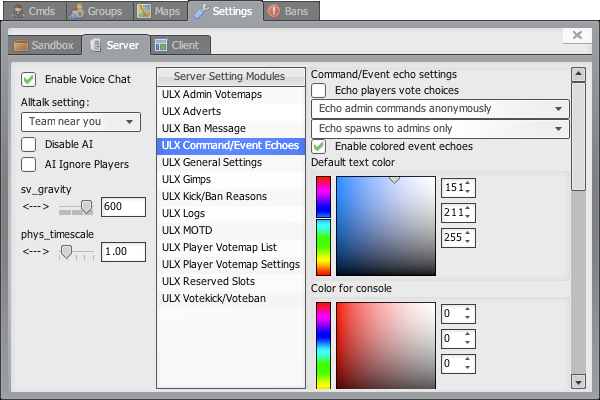 Cmds Groups Maps Settings Bans
Sandbox Server Client
Enable Voice Chat
Alltalk setting:
Team near you
Disable AI
AI Ignore Players
sv_gravity
<---> 600
phys_timescale
<---> 1.00
Server Setting Modules
ULX Admin Votemaps
ULX Adverts
ULX Ban Message
ULX Command/Event Echoes
ULX General Settings
ULX Gimps
ULX Kick/Ban Reasons
ULX Logs
ULX MOTD
ULX Player Votemap List
ULX Player Votemap Settings
ULX Reserved Slots
ULX Votekick/Voteban
Command/Event echo settings
Echo players vote choices
Echo admin commands anonymously
Echo spawns to admins only
Enable colored event echoes
Default text color
151
211
255
Color for console
0
0
0